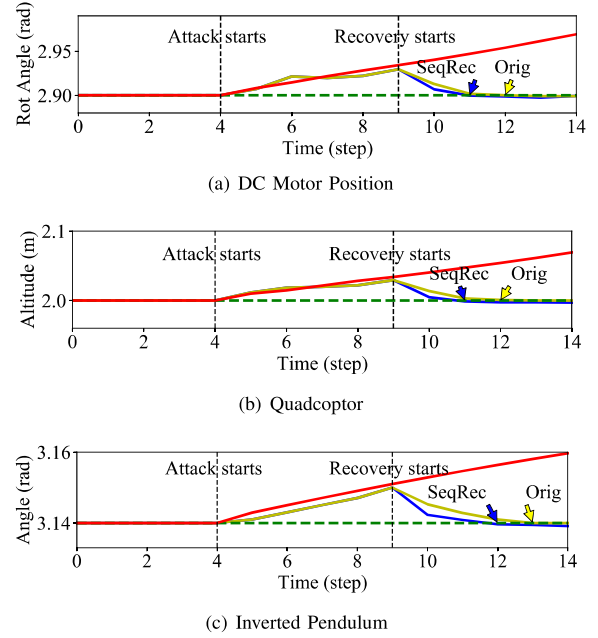 Rot Angle (rad)
2.95
2.90
Attack starts
Recovery starts
SeqRec
Orig
0 2 4 6 8 10 12 14
Time (step)
(a) DC Motor Position
Altitude (m)
2.1
2.0
Attack starts
Recovery starts
SeqRec
Orig
0 2 4 6 8 10 12 14
Time (step)
(b) Quadcoptor
Angle (rad)
3.16
3.14
Attack starts
Recovery starts
SeqRec
Orig
0 2 4 6 8 10 12 14
Time (step)
(c) Inverted Pendulum